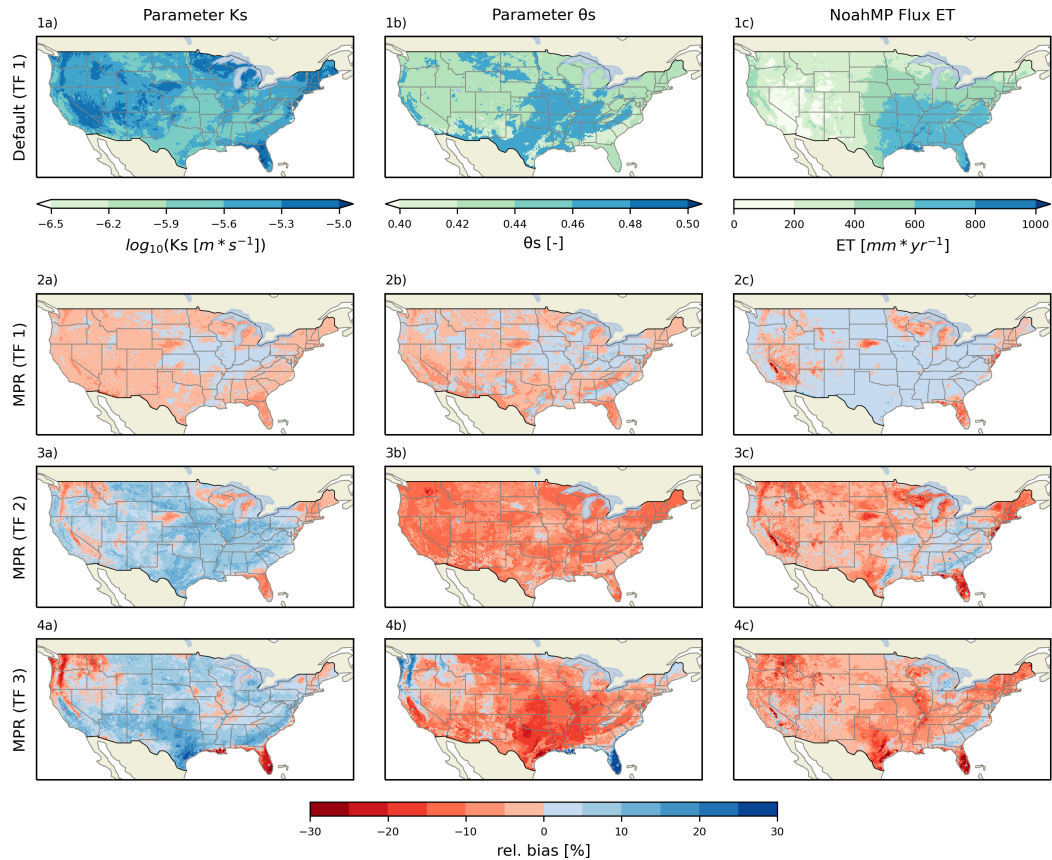 Parameter Ks
Parameter θs
NoahMP Flux ET
1a)
1b)
1c)
Default (TF 1)
−6.5 −6.2 −5.9 −5.6 −5.3 −5.0
log₁₀(Ks [m * s⁻¹])
0.40 0.42 0.44 0.46 0.48 0.50
θs [-]
0 200 400 600 800 1000
ET [mm * yr⁻¹]
2a)
2b)
2c)
MPR (TF 1)
3a)
3b)
3c)
MPR (TF 2)
4a)
4b)
4c)
MPR (TF 3)
−30 −20 −10 0 10 20 30
rel. bias [%]